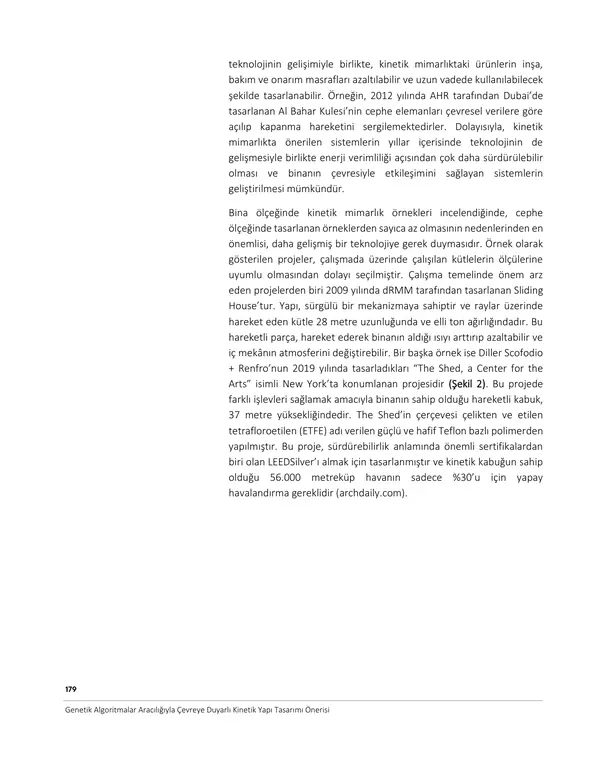 teknolojinin gelişimiyle birlikte, kinetik mimarlıktaki ürünlerin inşa,
bakım ve onarım masrafları azaltılabilir ve uzun vadede kullanılabilecek
şekilde tasarlanabilir. Örneğin, 2012 yılında AHR tarafından Dubai’de
tasarlanan Al Bahar Kulesi’nin cephe elemanları çevresel verilere göre
açılıp kapanma hareketini sergilemektedirler. Dolayısıyla, kinetik
mimarlıkta önerilen sistemlerin yıllar içerisinde teknolojinin de
gelişmesiyle birlikte enerji verimliliği açısından çok daha sürdürülebilir
olması ve binanın çevresiyle etkileşimini sağlayan sistemlerin
geliştirilmesi mümkündür.
Bina ölçeğinde kinetik mimarlık örnekleri incelendiğinde, cephe
ölçeğinde tasarlanan örneklerden sayıca az olmasının nedenlerinden en
önemlisi, daha gelişmiş bir teknolojiye gerek duymasıdır. Örnek olarak
gösterilen projeler, çalışmada üzerinde çalışılan kütlelerin ölçülerine
uyumlu olmasından dolayı seçilmiştir. Çalışma temelinde önem arz
eden projelerden biri 2009 yılında dRMM tarafından tasarlanan Sliding
House’tur. Yapı, sürgülü bir mekanizmaya sahiptir ve raylar üzerinde
hareket eden kütle 28 metre uzunluğunda ve elli ton ağırlığındadır. Bu
hareketli parça, hareket ederek binanın aldığı ısıyı arttırıp azaltabilir ve
iç mekânın atmosferini değiştirebilir. Bir başka örnek ise Diller Scofodio
+ Renfro’nun 2019 yılında tasarladıkları “The Shed, a Center for the
Arts” isimli New York’ta konumlanan projesidir (Şekil 2). Bu projede
farklı işlevleri sağlamak amacıyla binanın sahip olduğu hareketli kabuk,
37 metre yüksekliğindedir. The Shed’in çerçevesi çelikten ve etilen
tetrafloroetilen (ETFE) adı verilen güçlü ve hafif Teflon bazlı polimerden
yapılmıştır. Bu proje, sürdürebilirlik anlamında önemli sertifikalardan
biri olan LEEDSilver’ı almak için tasarlanmıştır ve kinetik kabuğun sahip
olduğu 56.000 metreküp havanın sadece %30’u için yapay
havalandırma gereklidir (archdaily.com).
179
Genetik Algoritmalar Aracılığıyla Çevreye Duyarlı Kinetik Yapı Tasarımı Önerisi